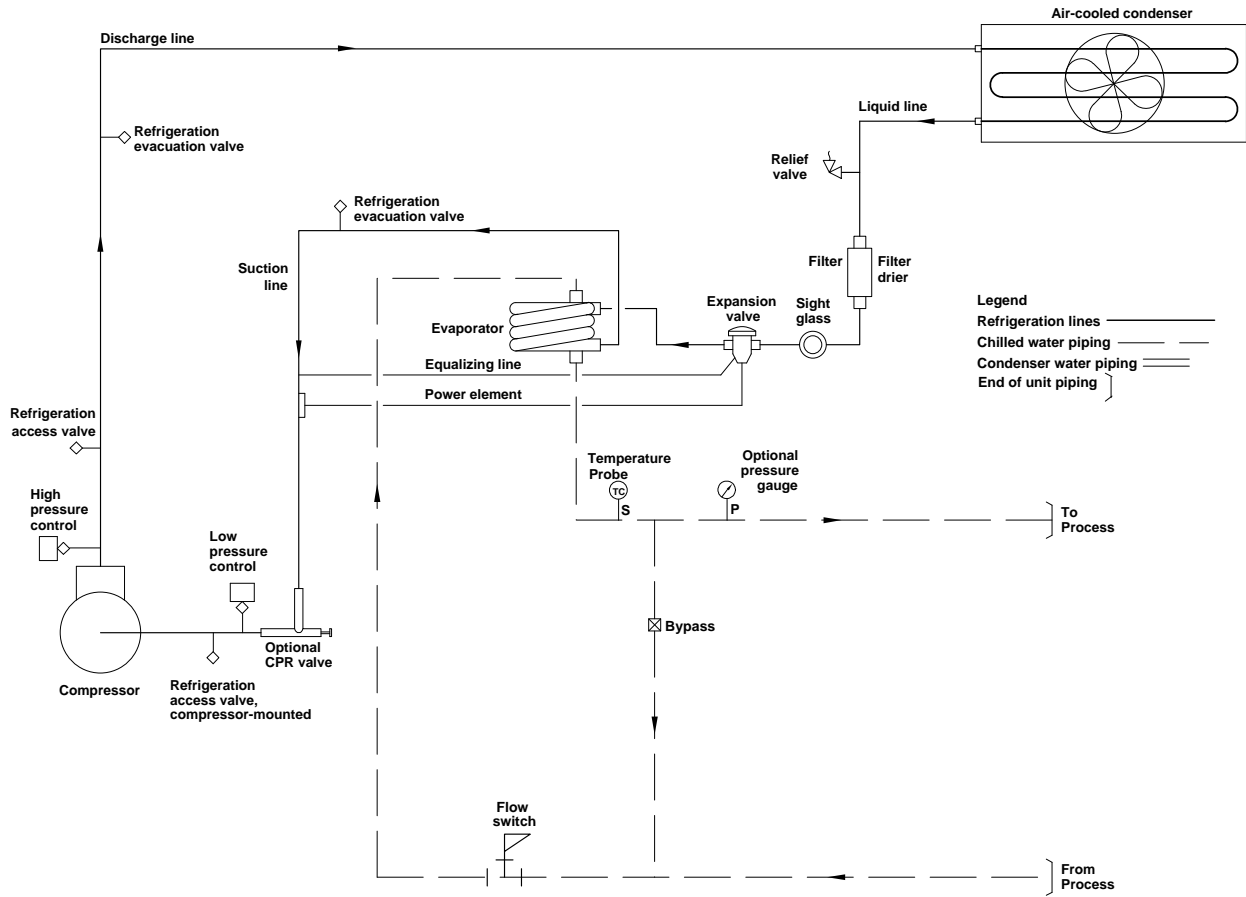 Air-cooled condenser
Discharge line
Liquid line
Refrigeration
evacuation valve
Relief
valve
Refrigeration
evacuation valve
Suction
line
Filter
Filter
drier
Expansion
valve
Sight
glass
Evaporator
Legend
Refrigeration lines
Chilled water piping
Condenser water piping
End of unit piping
Equalizing line
Power element
Refrigeration
access valve
Temperature
Probe
TC
S
Optional
pressure
gauge
P
High
pressure
control
To
Process
Low
pressure
control
Bypass
Optional
CPR valve
Compressor
Refrigeration
access valve,
compressor-mounted
Flow
switch
From
Process